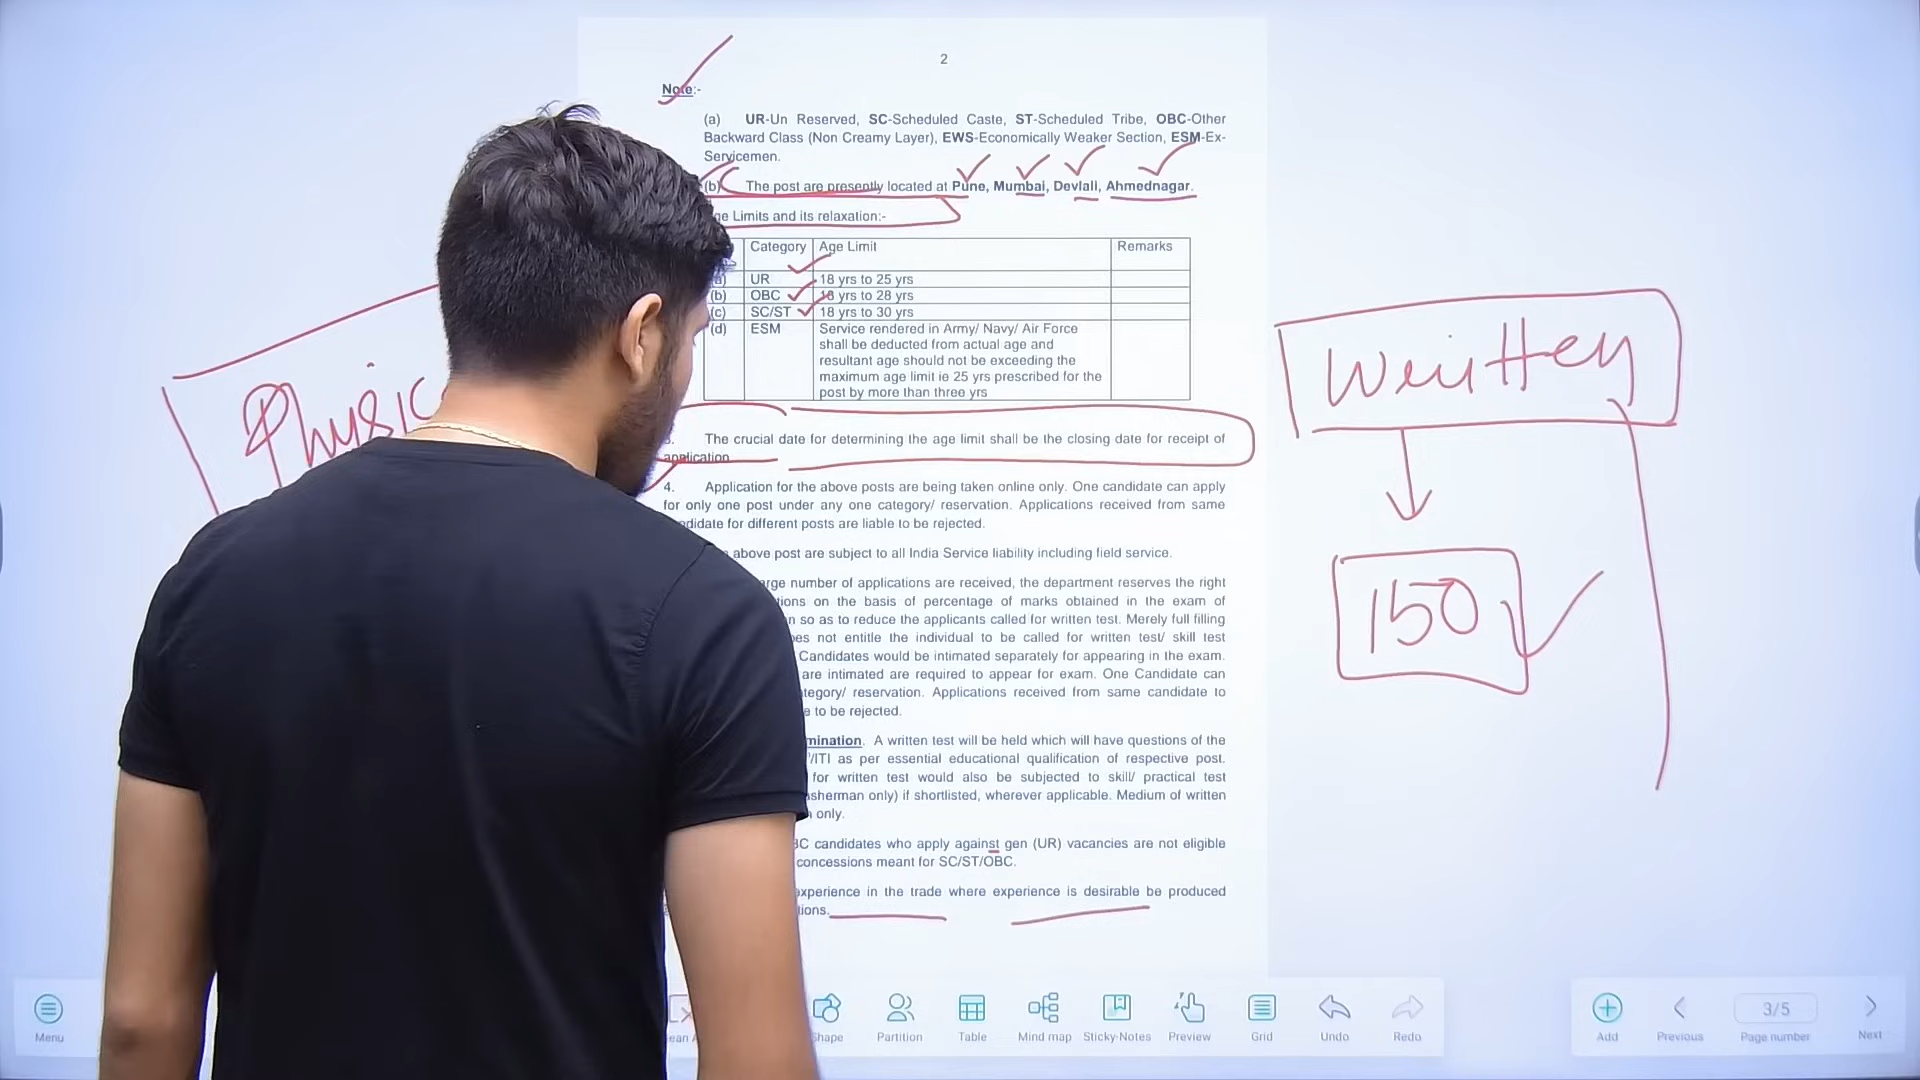 2
Note:-
(a) UR-Un Reserved, SC-Scheduled Caste, ST-Scheduled Tribe, OBC-Other
Backward Class (Non Creamy Layer), EWS-Economically Weaker Section, ESM-Ex-
Servicemen.
(b) The post are presently located at Pune, Mumbai, Devlali, Ahmednagar.
Limits and its relaxation:-
Category Age Limit Remarks
(a) UR 18 yrs to 25 yrs
(b) OBC 18 yrs to 28 yrs
(c) SC/ST 18 yrs to 30 yrs
(d) ESM Service rendered in Army/ Navy/ Air Force
shall be deducted from actual age and
resultant age should not be exceeding the
maximum age limit ie 25 yrs prescribed for the
post by more than three yrs
The crucial date for determining the age limit shall be the closing date for receipt of
application
4. Application for the above posts are being taken online only. One candidate can apply
for only one post under any one category/ reservation. Applications received from same
candidate for different posts are liable to be rejected.
above post are subject to all India Service liability including field service.
number of applications are received, the department reserves the right
on the basis of percentage of marks obtained in the exam of
so as to reduce the applicants called for written test. Merely full filling
not entitle the individual to be called for written test/ skill test
Candidates would be intimated separately for appearing in the exam.
are intimated are required to appear for exam. One Candidate can
reservation. Applications received from same candidate to
to be rejected.
A written test will be held which will have questions of the
/ITI as per essential educational qualification of respective post.
for written test would also be subjected to skill/ practical test
only) if shortlisted, wherever applicable. Medium of written
only.
candidates who apply against gen (UR) vacancies are not eligible
concessions meant for SC/ST/OBC.
experience in the trade where experience is desirable be produced
Physic
Written
150
Menu
Shape
Partition
Table
Mind map
Sticky-Notes
Preview
Grid
Undo
Redo
Add
Previous
3/5
Page number
Next